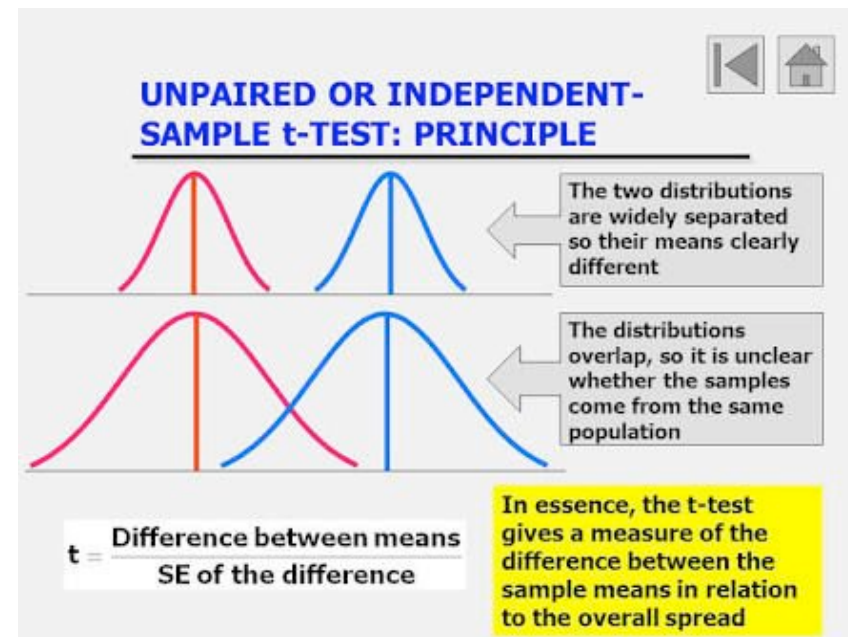 UNPAIRED OR INDEPENDENT-
SAMPLE t-TEST: PRINCIPLE
The two distributions
are widely separated
so their means clearly
different
The distributions
overlap, so it is unclear
whether the samples
come from the same
population
t = Difference between means
SE of the difference
In essence, the t-test
gives a measure of the
difference between the
sample means in relation
to the overall spread